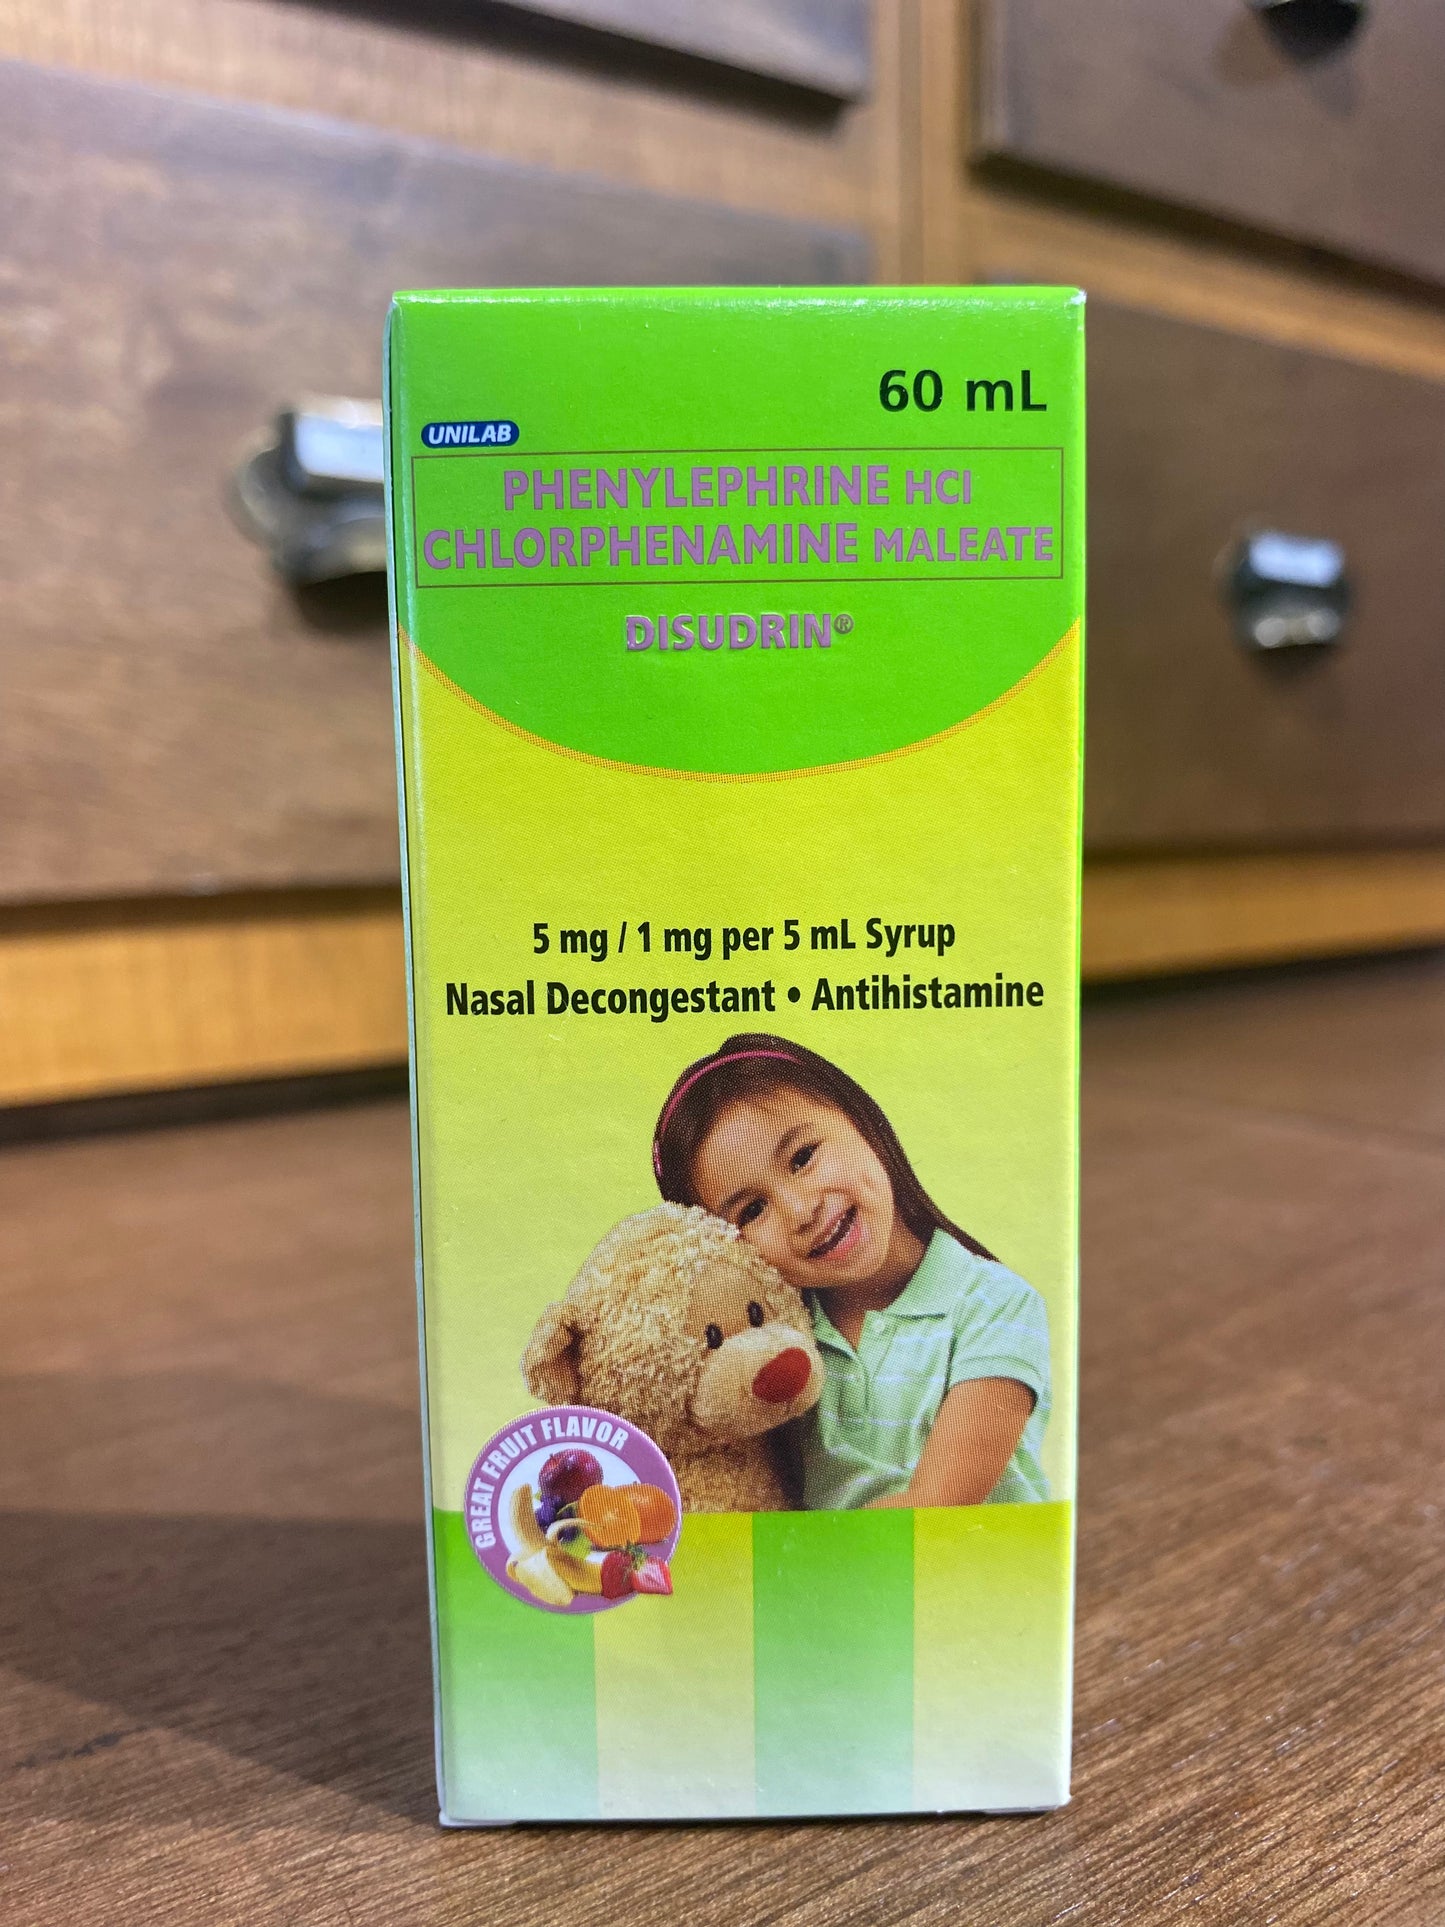 60 mL
UNILAB
PHENYLEPHRINE HCl
CHLORPHENAMINE MALEATE
DISUDRIN®
5 mg / 1 mg per 5 mL Syrup
Nasal Decongestant • Antihistamine
GREAT FRUIT FLAVOR